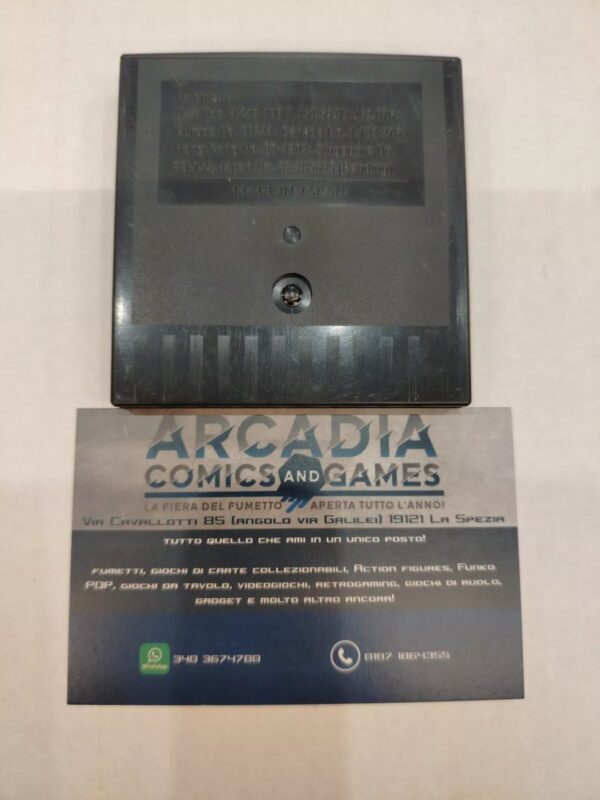 MADE IN JAPAN
ARCADIA
COMICS AND GAMES
LA FIERA DEL FUMETTO APERTA TUTTO L'ANNO!
Via Cavallotti 85 (angolo via Galilei) 19121 La Spezia
TUTTO QUELLO CHE AMI IN UN UNICO POSTO!
FUMETTI, GIOCHI DI CARTE COLLEZIONABILI, ACTION FIGURES, FUNKO
POP, GIOCHI DA TAVOLO, VIDEOGIOCHI, RETROGAMING, GIOCHI DI RUOLO,
GADGET E MOLTO ALTRO ANCORA!
WhatsApp 340 3674780
0187 1864355